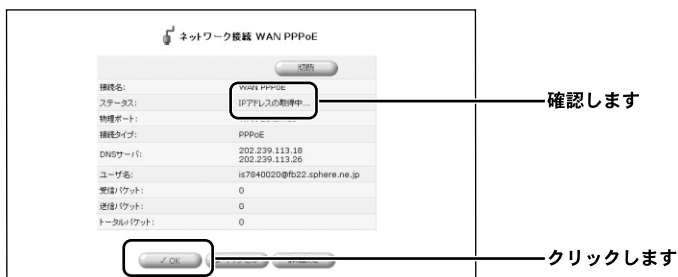 ネットワーク接続 WAN PPPoE
切断
接続名: WAN PPPoE
ステータス: IPアドレスの取得中...
確認します
物理ポート:
接続タイプ: PPPoE
DNSサーバ: 202.239.113.18
202.239.113.26
ユーザ名: is7840020@fb22.sphere.ne.jp
受信パケット: 0
送信パケット: 0
トータルパケット: 0
✓ OK
クリックします